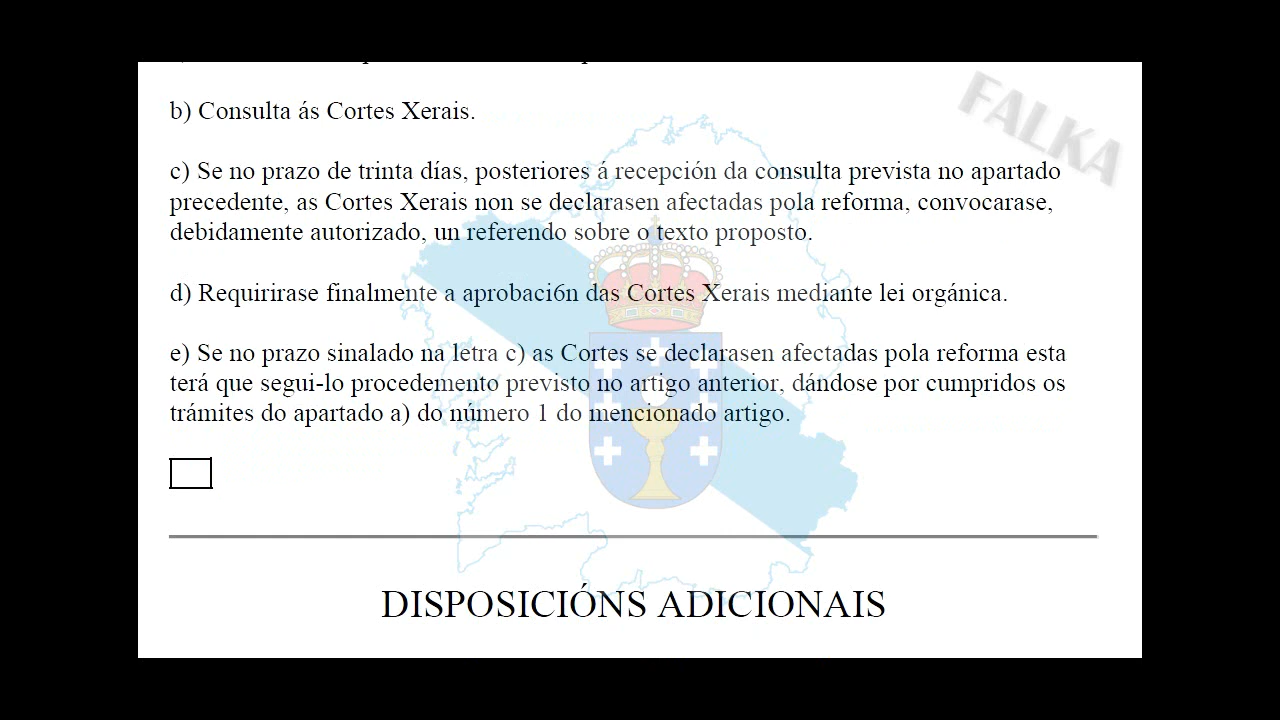 FALKA
b) Consulta ás Cortes Xerais.
c) Se no prazo de trinta días, posteriores á recepción da consulta prevista no apartado
precedente, as Cortes Xerais non se declarasen afectadas pola reforma, convocarase,
debidamente autorizado, un referendo sobre o texto proposto.
d) Requirirase finalmente a aprobaci6n das Cortes Xerais mediante lei orgánica.
e) Se no prazo sinalado na letra c) as Cortes se declarasen afectadas pola reforma esta
terá que segui-lo procedemento previsto no artigo anterior, dándose por cumpridos os
trámites do apartado a) do número 1 do mencionado artigo.
DISPOSICIÓNS ADICIONAIS